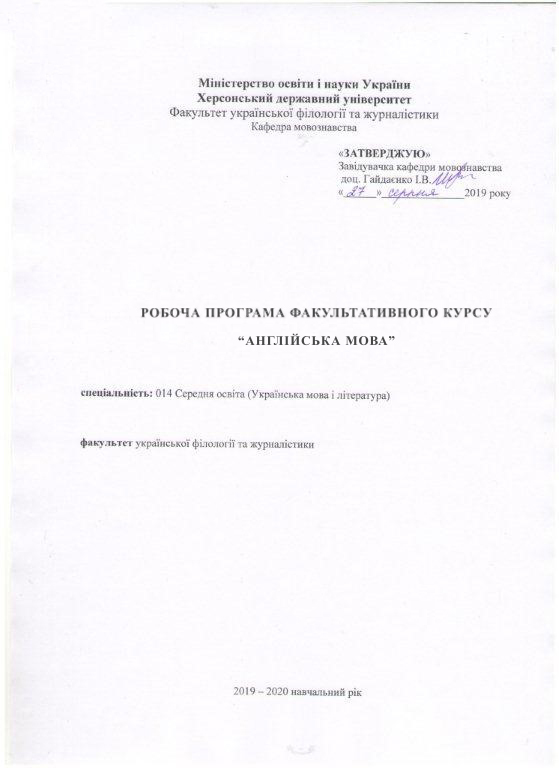 Міністерство освіти і науки України
Херсонський державний університет
Факультет української філології та журналістики
Кафедра мовознавства
«ЗАТВЕРДЖУЮ»
Завідувачка кафедри мовознавства
доц. Гайдаєнко І.В.
« 27 » серпня 2019 року
РОБОЧА ПРОГРАМА ФАКУЛЬТАТИВНОГО КУРСУ
“АНГЛІЙСЬКА МОВА”
спеціальність: 014 Середня освіта (Українська мова і література)
факультет української філології та журналістики
2019 – 2020 навчальний рік